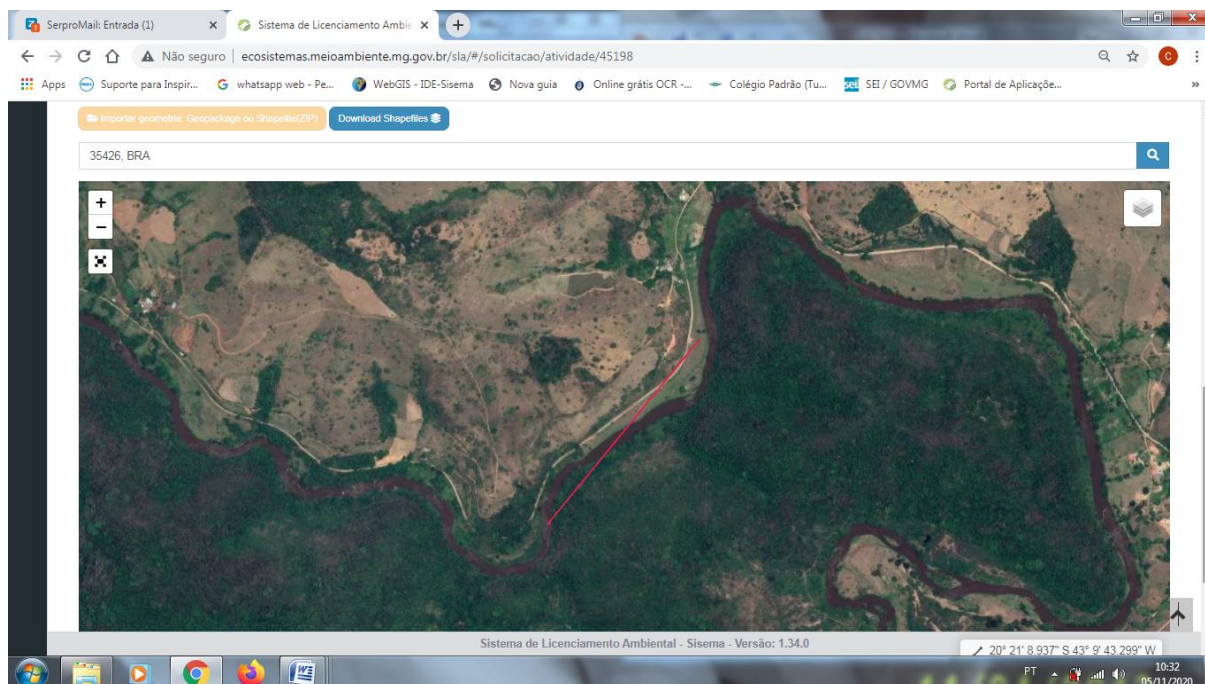 SerproMail: Entrada (1)
Sistema de Licenciamento Ambie
Não seguro | ecosistemas.meioambiente.mg.gov.br/sla/#/solicitacao/atividade/45198
Apps Suporte para Inspir... whatsapp web - Pe... WebGIS - IDE-Sisema Nova guia Online grátis OCR -... Colégio Padrão (Tu... SEI / GOVMG Portal de Aplicaçõe... »
Importar geometria: Geopackage ou Shapefile(ZIP) Download Shapefiles
35426, BRA
+
−
Sistema de Licenciamento Ambiental - Sisema - Versão: 1.34.0
20° 21' 8.937" S 43° 9' 43.299" W
PT 10:32
05/11/2020